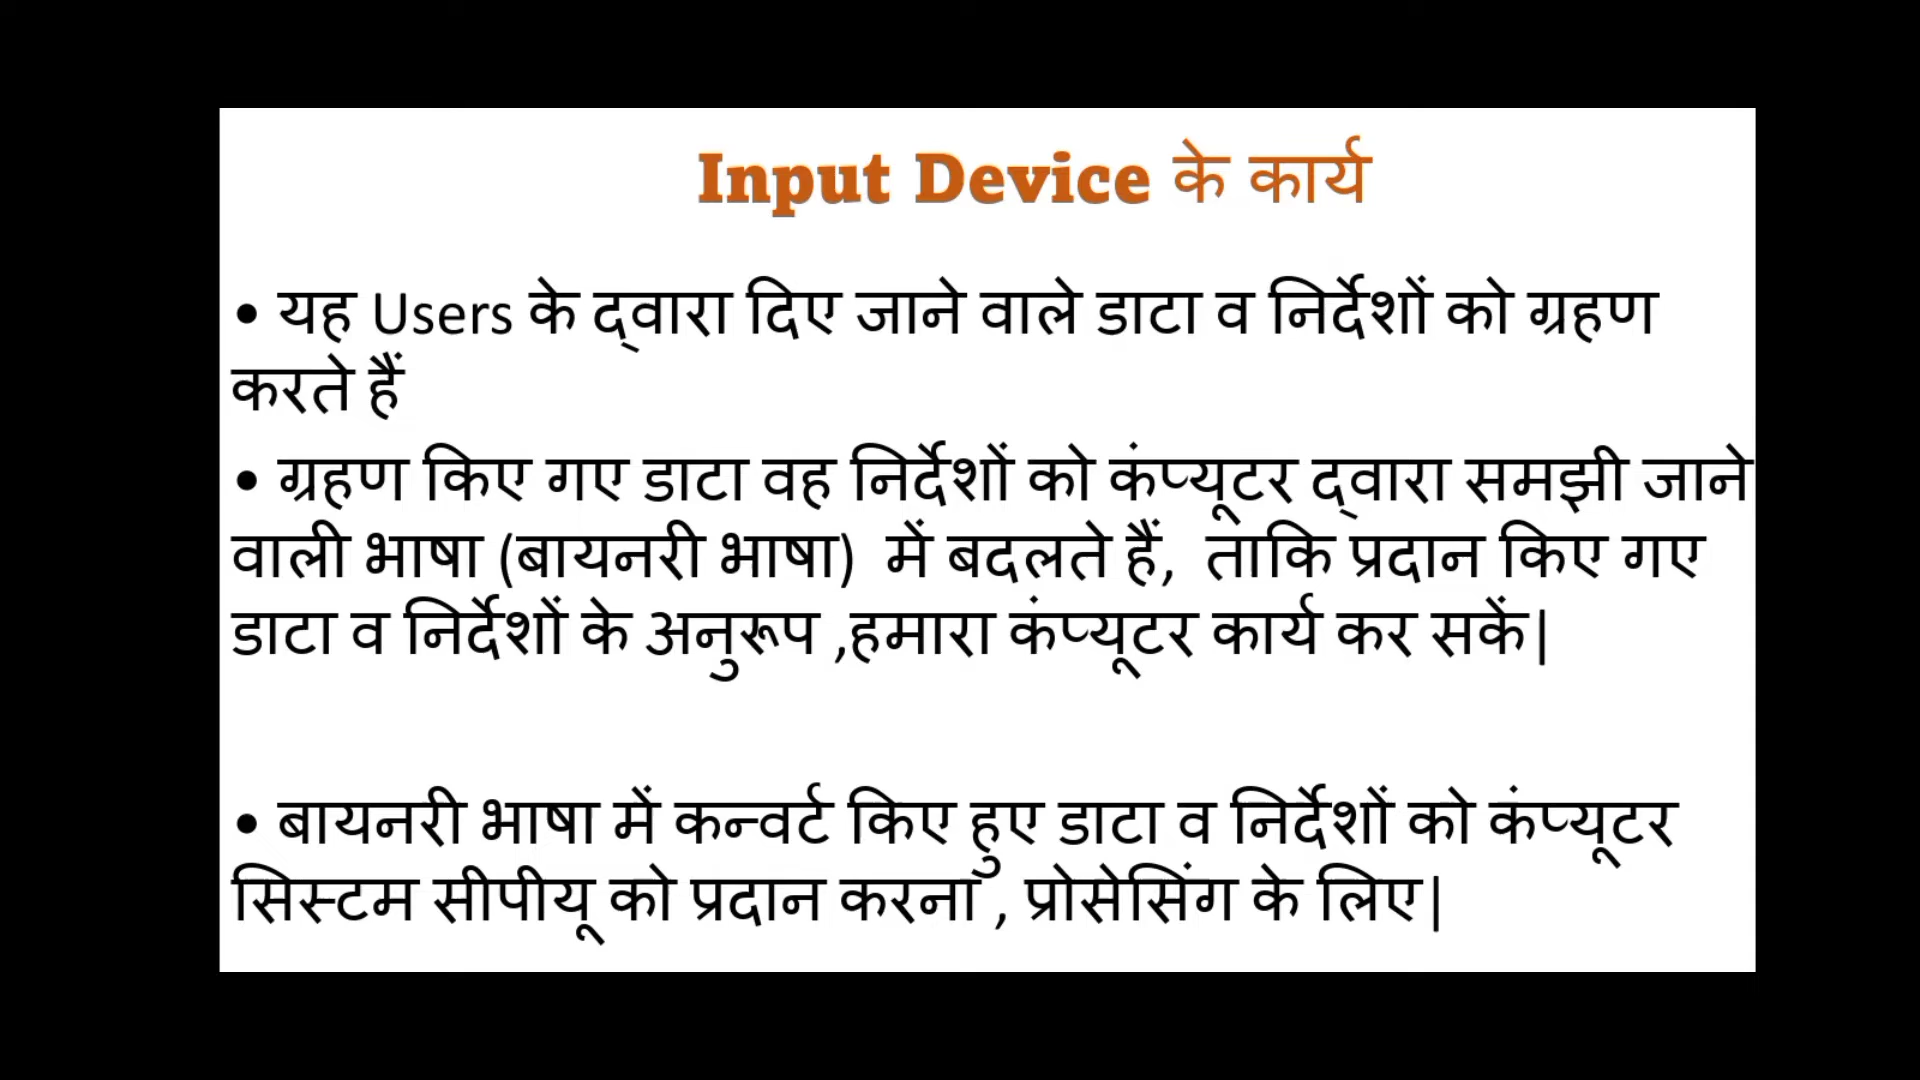 Input Device के कार्य
• यह Users के द्वारा दिए जाने वाले डाटा व निर्देशों को ग्रहण
करते हैं
• ग्रहण किए गए डाटा वह निर्देशों को कंप्यूटर द्वारा समझी जाने
वाली भाषा (बायनरी भाषा)  में बदलते हैं,  ताकि प्रदान किए गए
डाटा व निर्देशों के अनुरूप ,हमारा कंप्यूटर कार्य कर सकें|
• बायनरी भाषा में कन्वर्ट किए हुए डाटा व निर्देशों को कंप्यूटर
सिस्टम सीपीयू को प्रदान करना , प्रोसेसिंग के लिए|